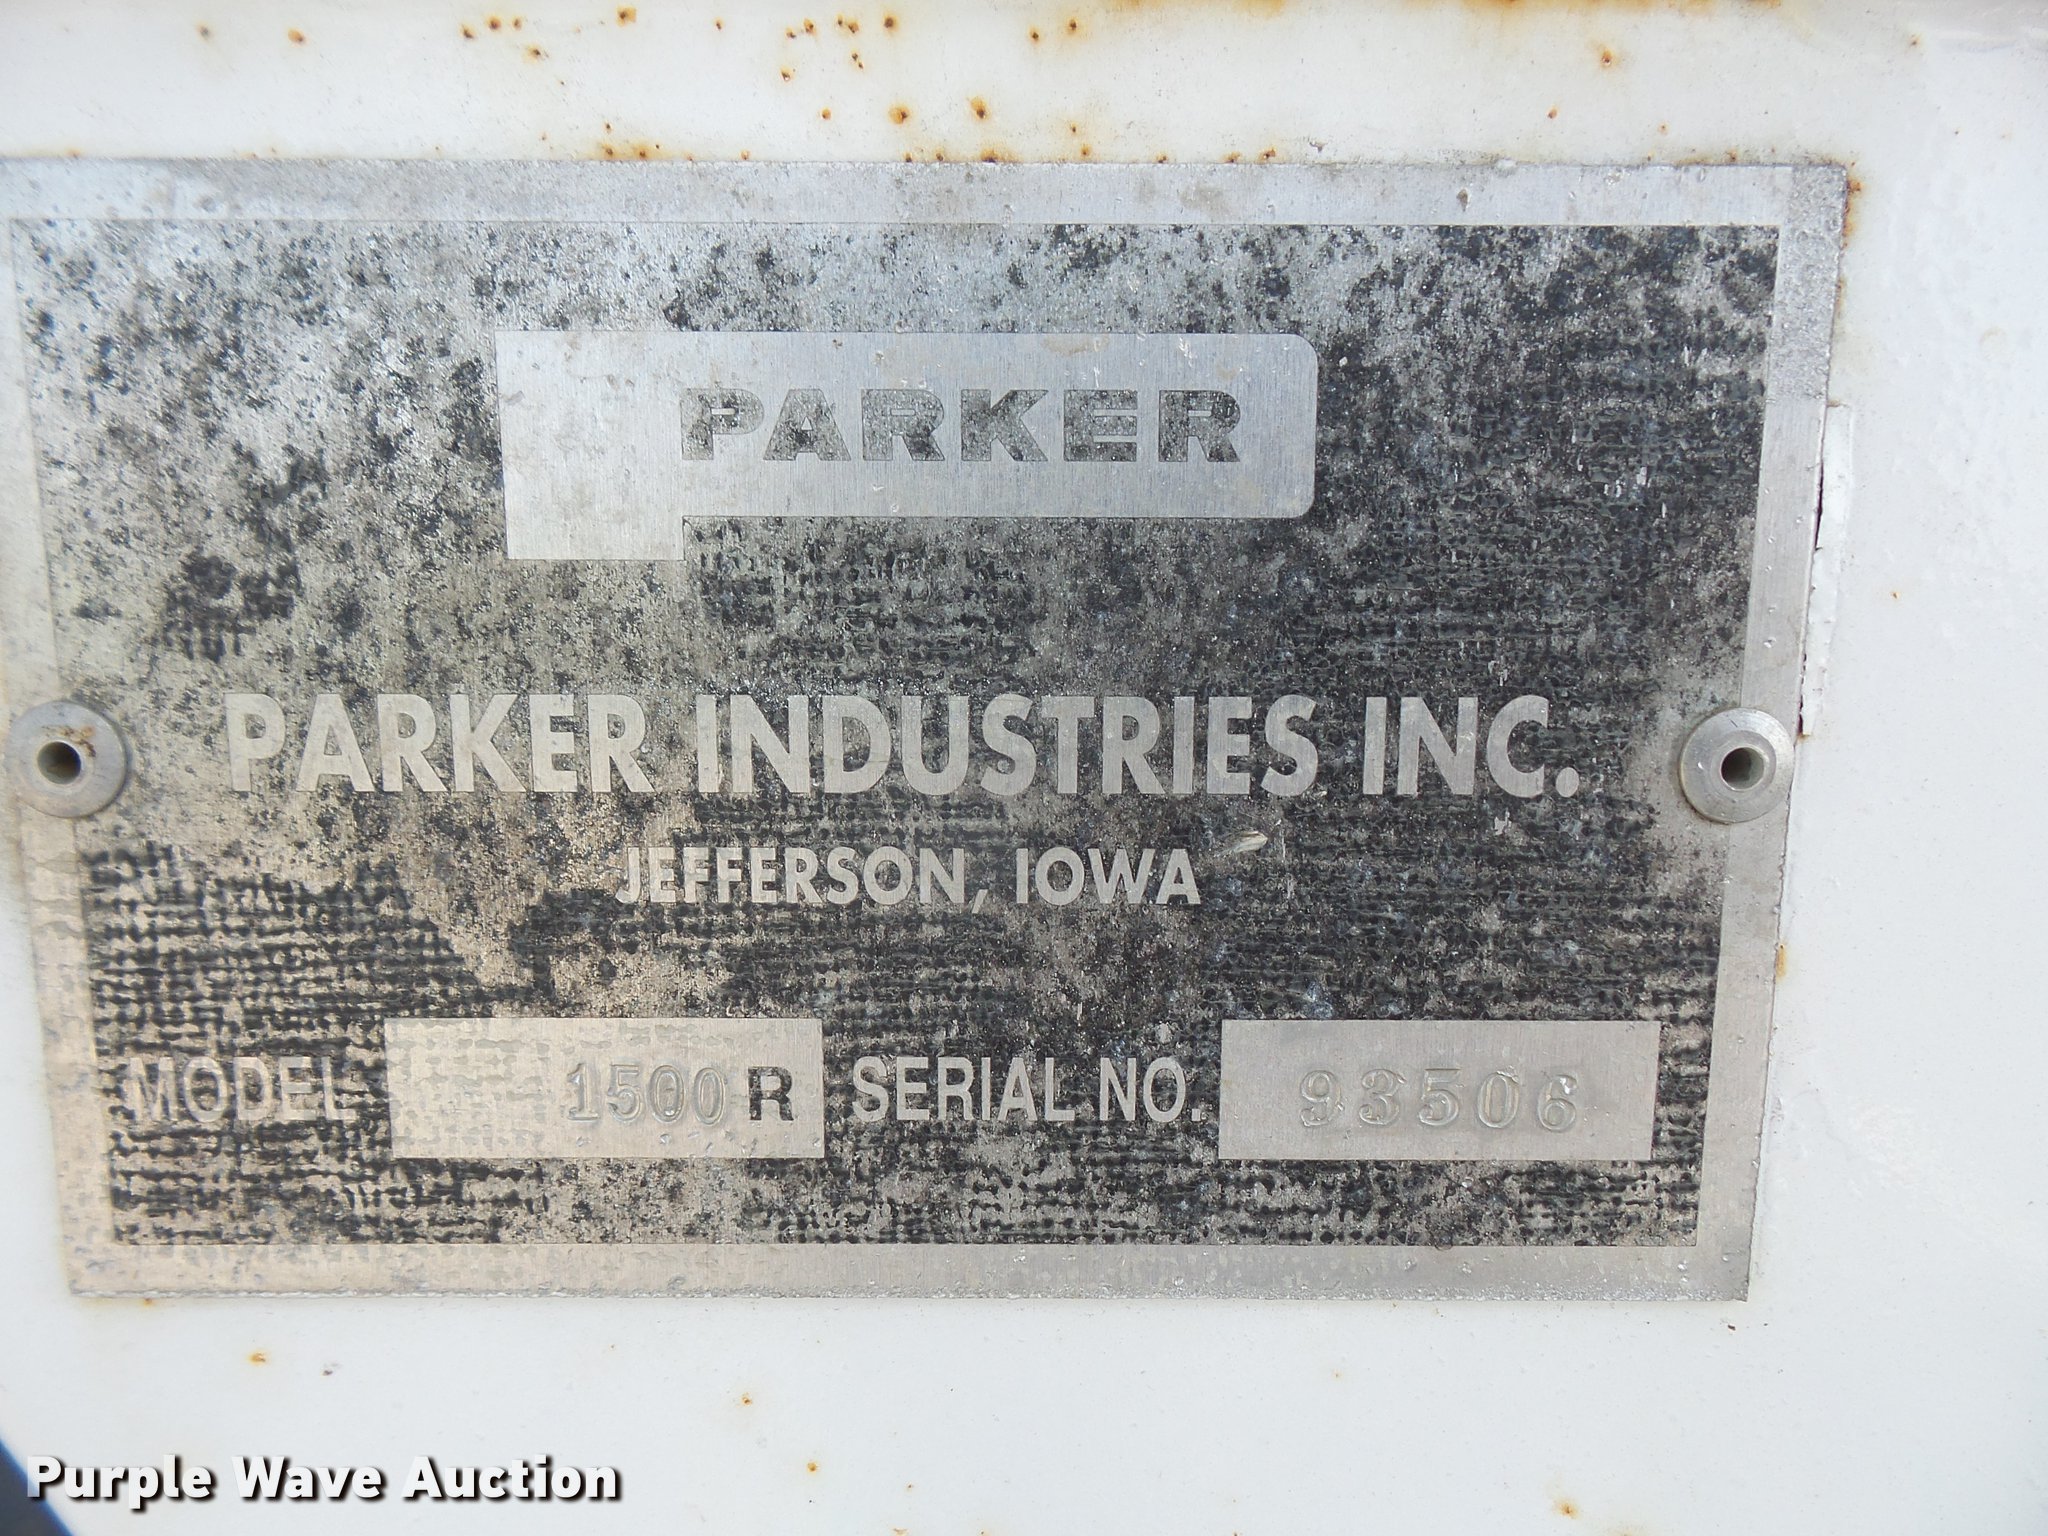 PARKER
PARKER INDUSTRIES INC.
JEFFERSON, IOWA
MODEL 1500 R SERIAL NO. 93506
Purple Wave Auction